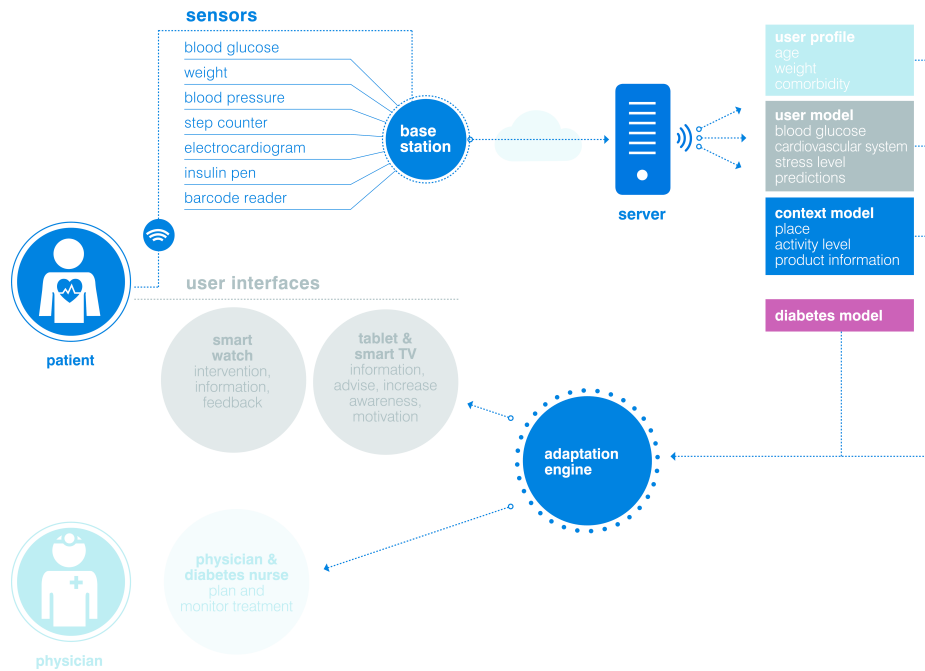 sensors
blood glucose
weight
blood pressure
step counter
electrocardiogram
insulin pen
barcode reader
base
station
server
user profile
age
weight
comorbidity
user model
blood glucose
cardiovascular system
stress level
predictions
context model
place
activity level
product information
diabetes model
patient
user interfaces
smart
watch
intervention,
information,
feedback
tablet &
smart TV
information,
advise, increase
awareness,
motivation
adaptation
engine
physician &
diabetes nurse
plan and
monitor treatment
physician